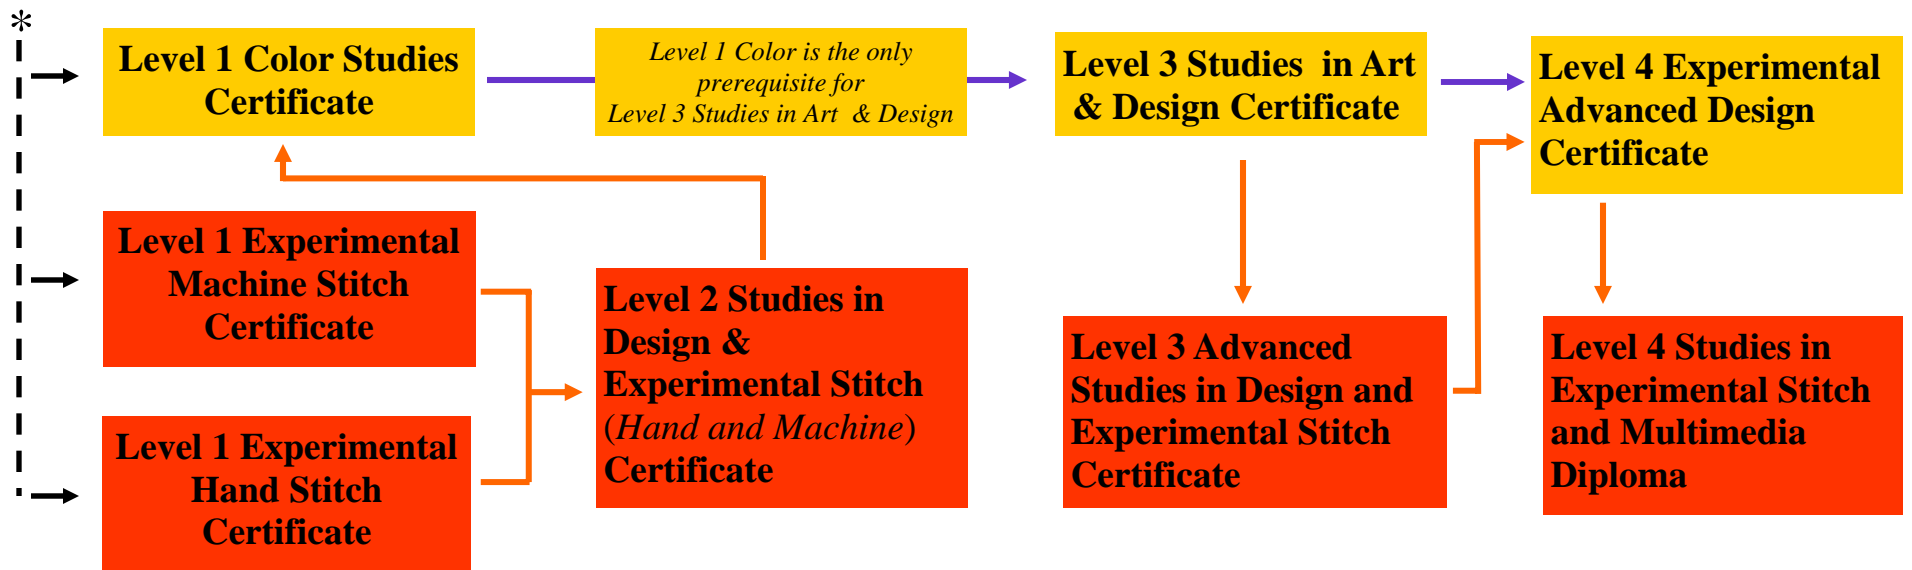 *
Level 1 Color Studies
Certificate
Level 1 Color is the only
prerequisite for
Level 3 Studies in Art & Design
Level 3 Studies in Art
& Design Certificate
Level 4 Experimental
Advanced Design
Certificate
Level 1 Experimental
Machine Stitch
Certificate
Level 2 Studies in
Design &
Experimental Stitch
(Hand and Machine)
Certificate
Level 3 Advanced
Studies in Design and
Experimental Stitch
Certificate
Level 4 Studies in
Experimental Stitch
and Multimedia
Diploma
Level 1 Experimental
Hand Stitch
Certificate